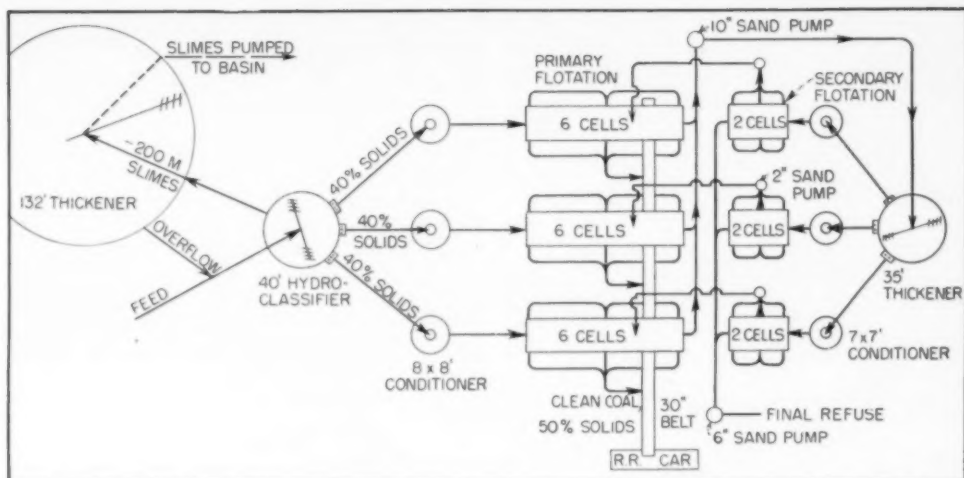 SLIMES PUMPED
TO BASIN
-200 M
SLIMES
132' THICKENER
OVERFLOW
FEED
40' HYDRO-
CLASSIFIER
40% SOLIDS
40%
SOLIDS
40% SOLIDS
8 x 8'
CONDITIONER
PRIMARY
FLOTATION
6 CELLS
6 CELLS
6 CELLS
CLEAN COAL,
50% SOLIDS
30"
BELT
R.R. CAR
10" SAND PUMP
SECONDARY
FLOTATION
2 CELLS
2" SAND
PUMP
2 CELLS
2 CELLS
35'
THICKENER
7x7'
CONDITIONER
FINAL REFUSE
6" SAND PUMP